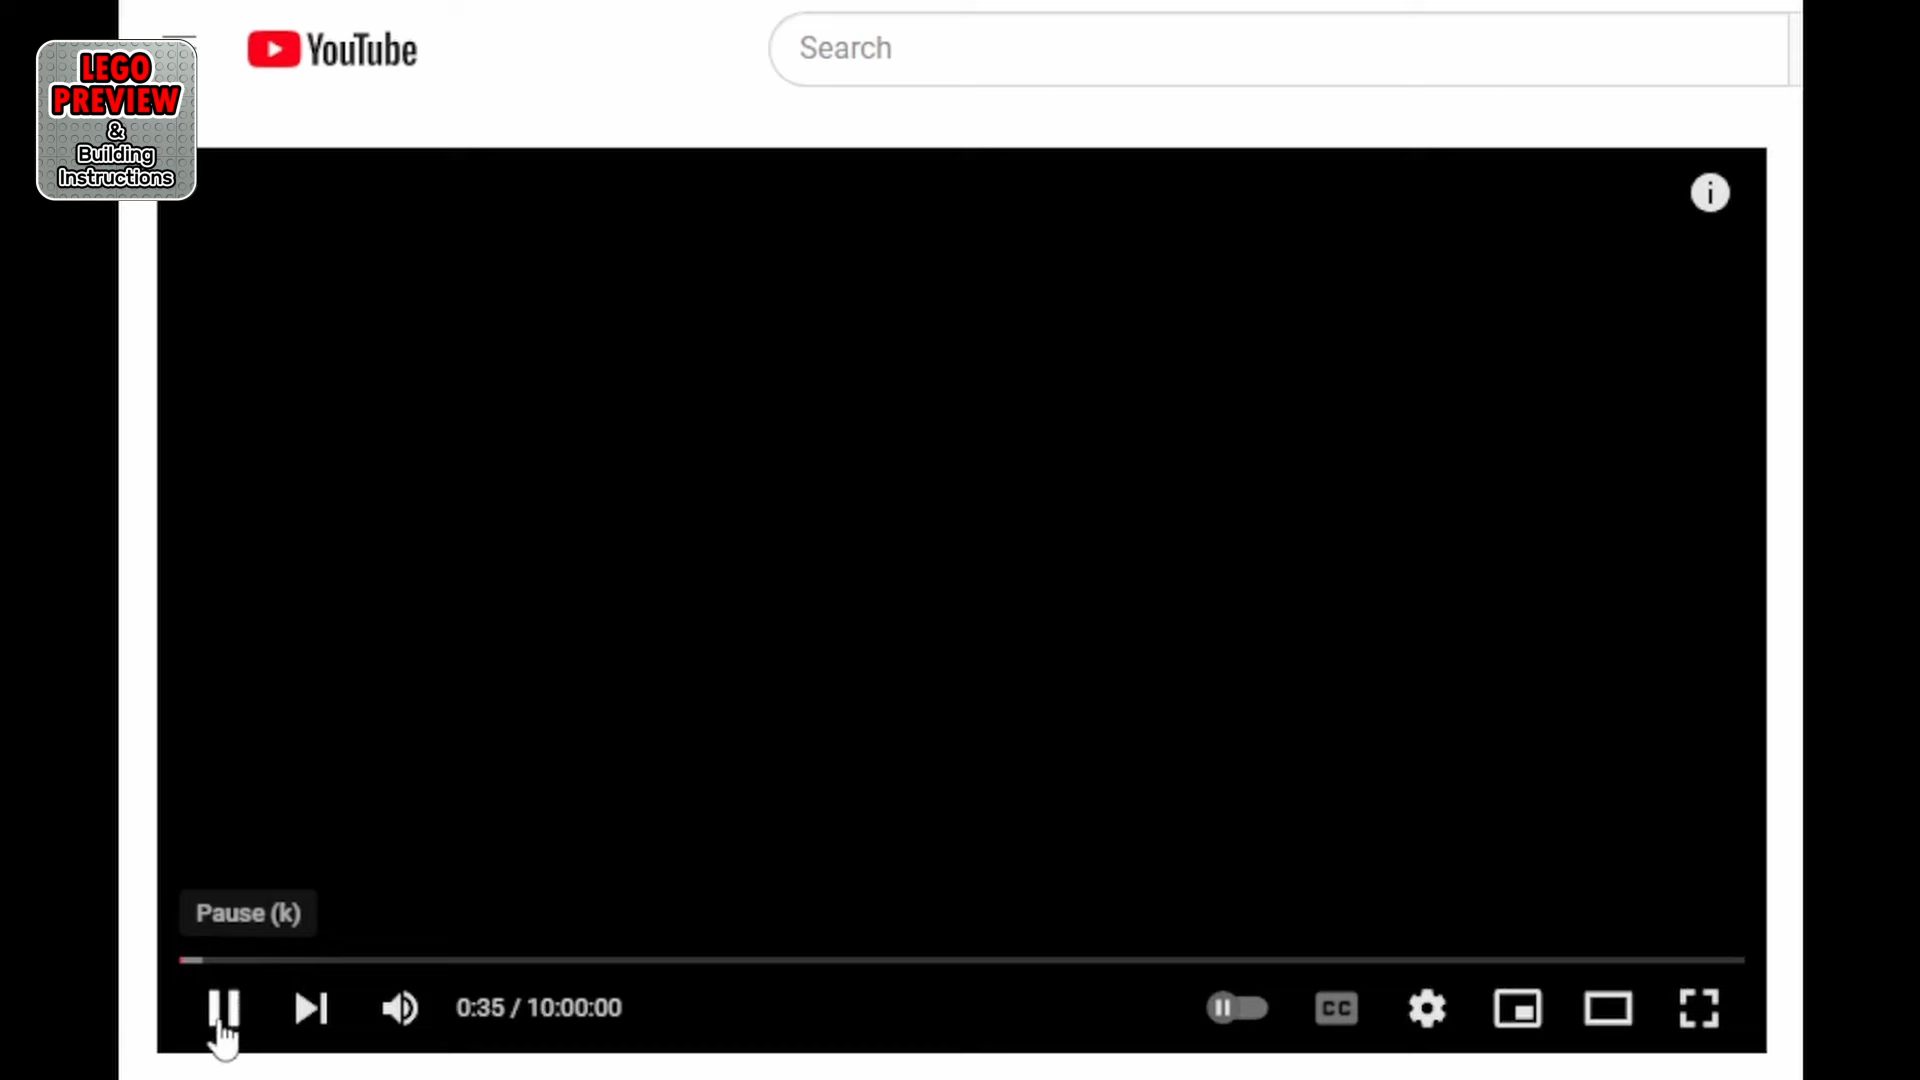 LEGO
PREVIEW
&
Building
Instructions
YouTube
Search
i
Pause (k)
0:35 / 10:00:00
CC